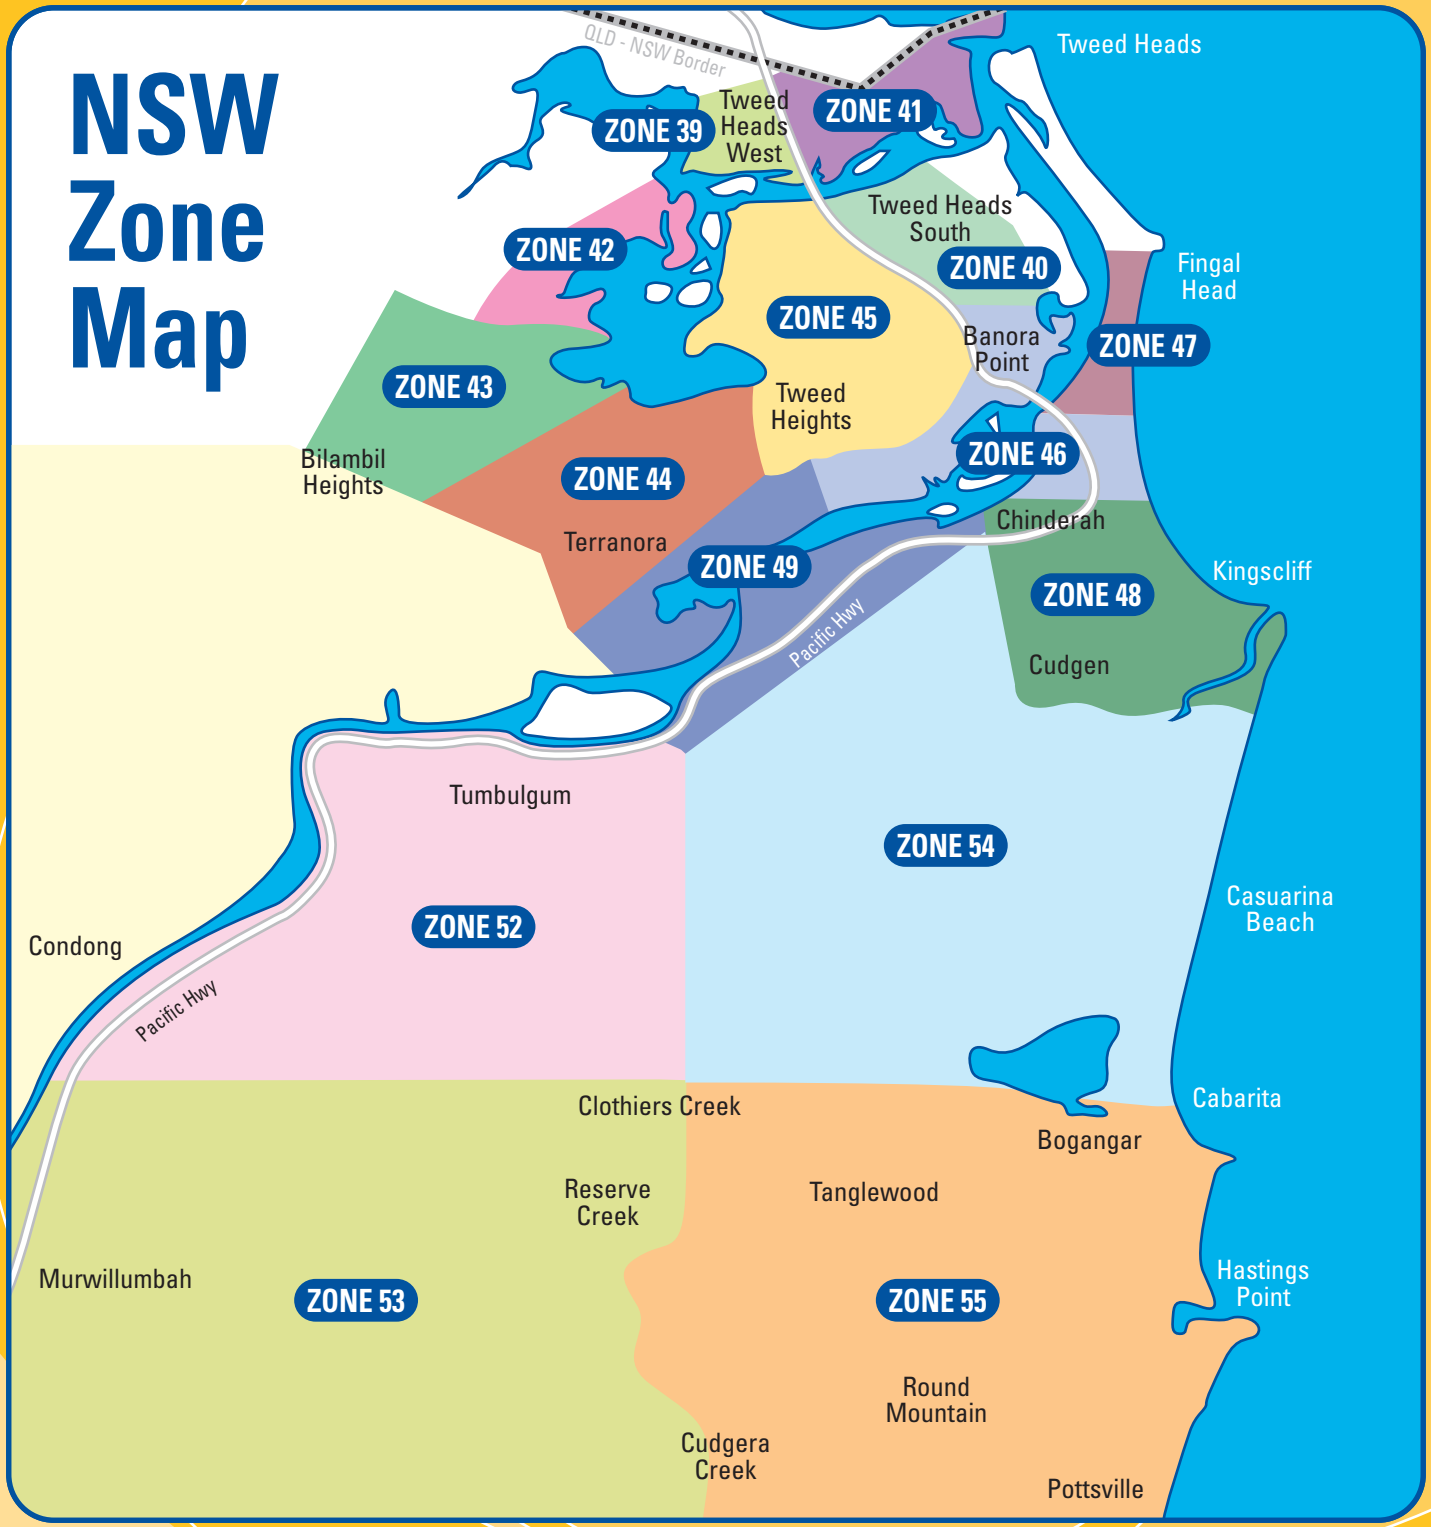 NSW
Zone
Map
QLD - NSW Border
Tweed Heads
ZONE 39
Tweed
Heads
West
ZONE 41
Tweed Heads
South
ZONE 42
ZONE 40
Fingal
Head
ZONE 45
Banora
Point
ZONE 47
ZONE 43
Tweed
Heights
Bilambil
Heights
ZONE 44
ZONE 46
Terranora
Chinderah
ZONE 49
Kingscliff
ZONE 48
Pacific Hwy
Cudgen
Tumbulgum
ZONE 54
ZONE 52
Casuarina
Beach
Condong
Pacific Hwy
Clothiers Creek
Cabarita
Bogangar
Reserve
Creek
Tanglewood
Murwillumbah
ZONE 53
ZONE 55
Hastings
Point
Round
Mountain
Cudgera
Creek
Pottsville